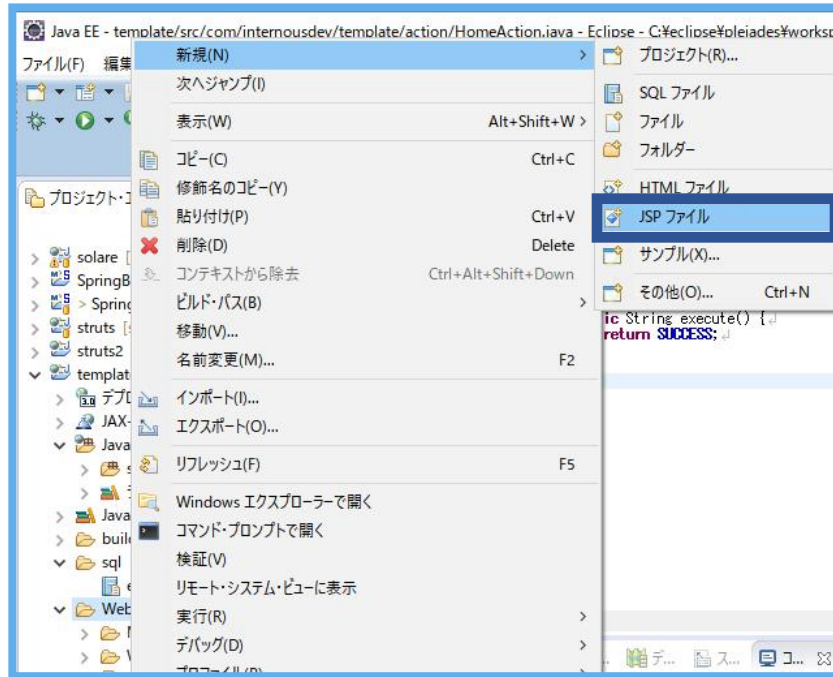 Java EE - template/src/com/internousdev/template/action/HomeAction.java - Eclipse - C:¥eclipse¥pleiades¥worksp
ファイル(F) 編集
新規(N)
次へジャンプ(I)
表示(W) Alt+Shift+W
コピー(C) Ctrl+C
修飾名のコピー(Y)
貼り付け(P) Ctrl+V
削除(D) Delete
コンテキストから除去 Ctrl+Alt+Shift+Down
ビルド・パス(B)
移動(V)...
名前変更(M)... F2
インポート(I)...
エクスポート(O)...
リフレッシュ(F) F5
Windows エクスプローラーで開く
コマンド・プロンプトで開く
検証(V)
リモート・システム・ビューに表示
実行(R)
デバッグ(D)
プロジェクト(R)...
SQL ファイル
ファイル
フォルダー
HTML ファイル
JSP ファイル
サンプル(X)...
その他(O)... Ctrl+N
ic String execute() {
return SUCCESS;
プロジェクト・
solare [
SpringB
> Spring
struts [
struts2
templat
デプロ
JAX-
Java
Java
build
sql
Web
デ...
ス...
コ...